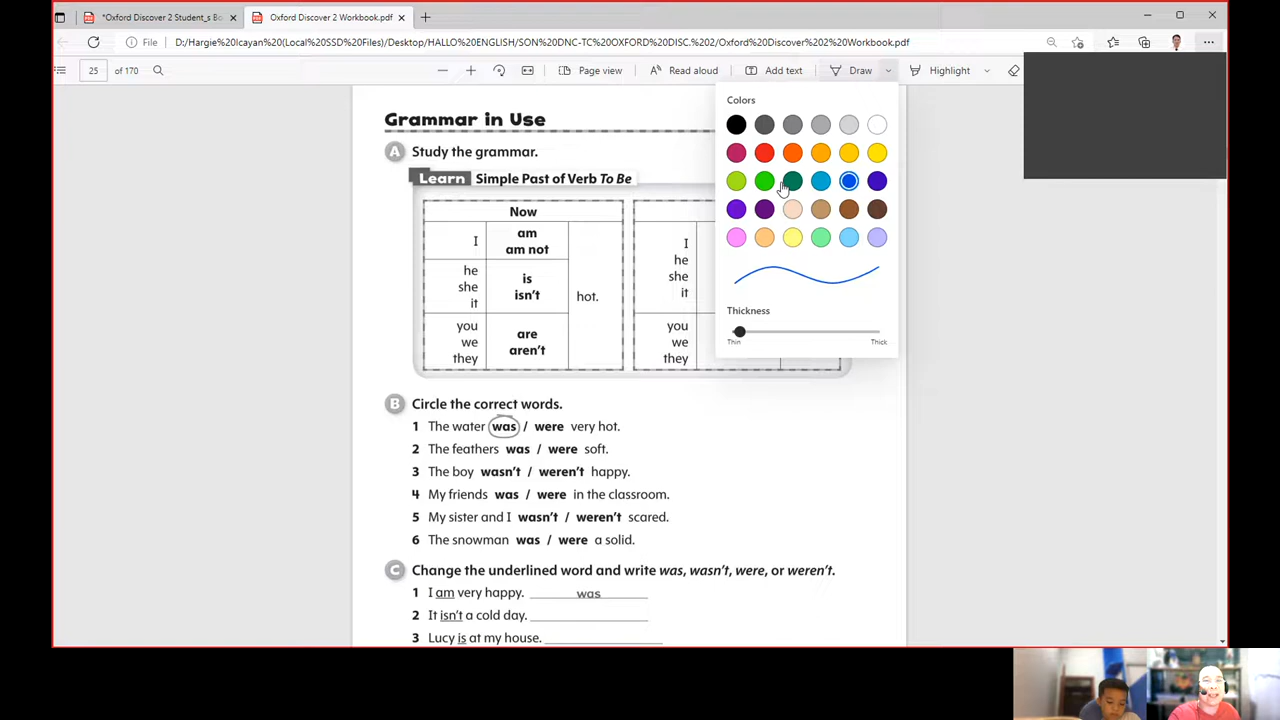 *Oxford Discover 2 Student_s Bo
Oxford Discover 2 Workbook.pdf
File D:/Hargie%20Icayan%20(Local%20SSD%20Files)/Desktop/HALLO%20ENGLISH/SON%20DNC-TC%20OXFORD%20DISC.%202/Oxford%20Discover%202%20Workbook.pdf
25 of 170 Page view Read aloud Add text Draw Highlight
Colors
Thickness
Thin Thick
Grammar in Use
A Study the grammar.
Learn Simple Past of Verb To Be
Now
I am
am not
he
she
it
is
isn't
hot.
you
we
they
are
aren't
I
he
she
it
you
we
they
B Circle the correct words.
1 The water was / were very hot.
2 The feathers was / were soft.
3 The boy wasn't / weren't happy.
4 My friends was / were in the classroom.
5 My sister and I wasn't / weren't scared.
6 The snowman was / were a solid.
C Change the underlined word and write was, wasn't, were, or weren't.
1 I am very happy. was
2 It isn't a cold day.
3 Lucy is at my house.